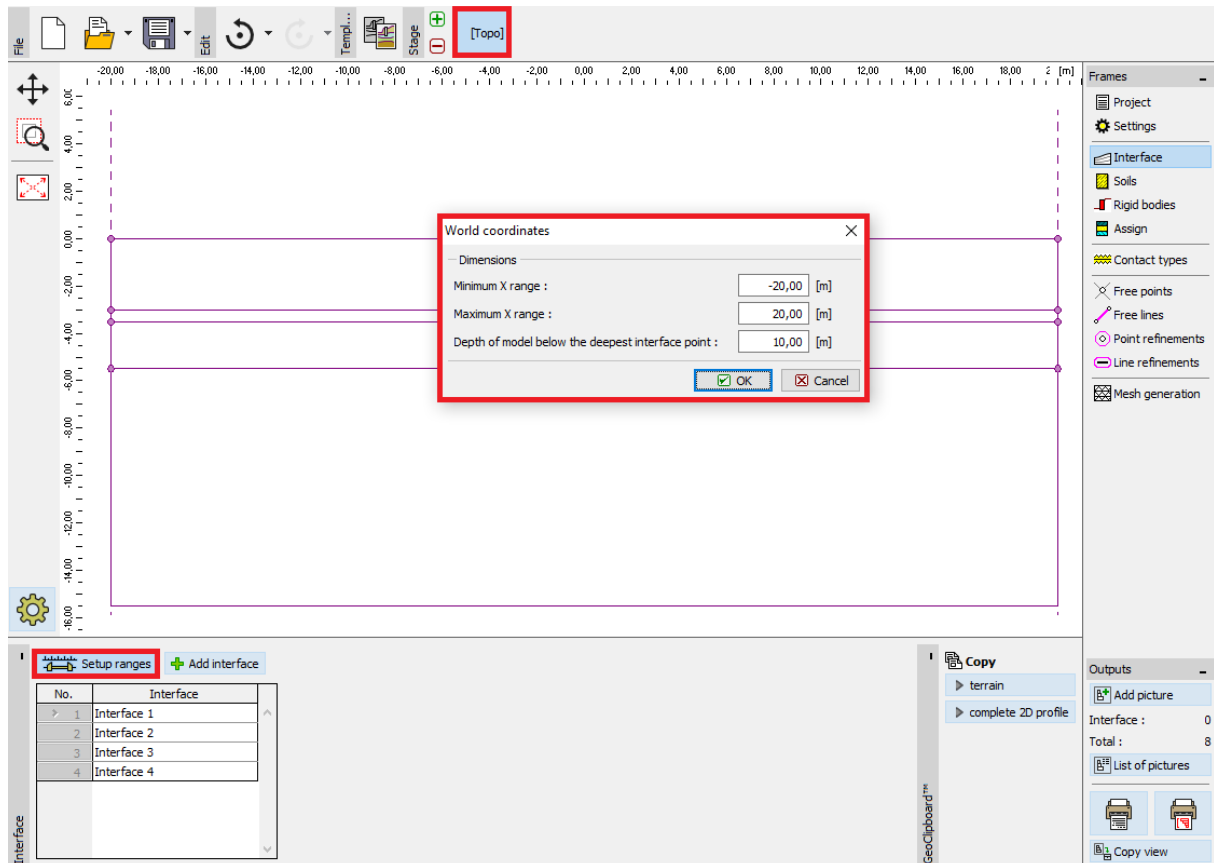 File
Edit
Templ...
Stage
[Topo]
-20,00 -18,00 -16,00 -14,00 -12,00 -10,00 -8,00 -6,00 -4,00 -2,00 0,00 2,00 4,00 6,00 8,00 10,00 12,00 14,00 16,00 18,00 2 [m]
-4,00
2,00
0,00
-2,00
-4,00
-6,00
-8,00
-10,00
-12,00
-14,00
-16,00
World coordinates
Dimensions
Minimum X range : -20,00 [m]
Maximum X range : 20,00 [m]
Depth of model below the deepest interface point : 10,00 [m]
OK Cancel
Frames
Project
Settings
Interface
Soils
Rigid bodies
Assign
Contact types
Free points
Free lines
Point refinements
Line refinements
Mesh generation
Interface
Setup ranges Add interface
No. Interface
1 Interface 1
2 Interface 2
3 Interface 3
4 Interface 4
GeoClipboard™
Copy
terrain
complete 2D profile
Outputs
Add picture
Interface : 0
Total : 8
List of pictures
Copy view